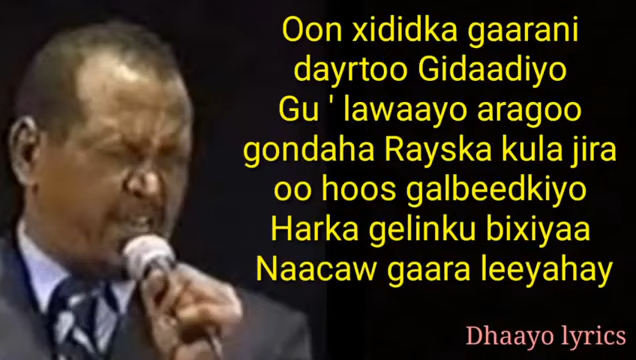 Oon xididka gaarani
dayrtoo Gidaadiyo
Gu ' lawaayo aragoo
gondaha Rayska kula jira
oo hoos galbeedkiyo
Harka gelinku bixiyaa
Naacaw gaara leeyahay
Dhaayo lyrics